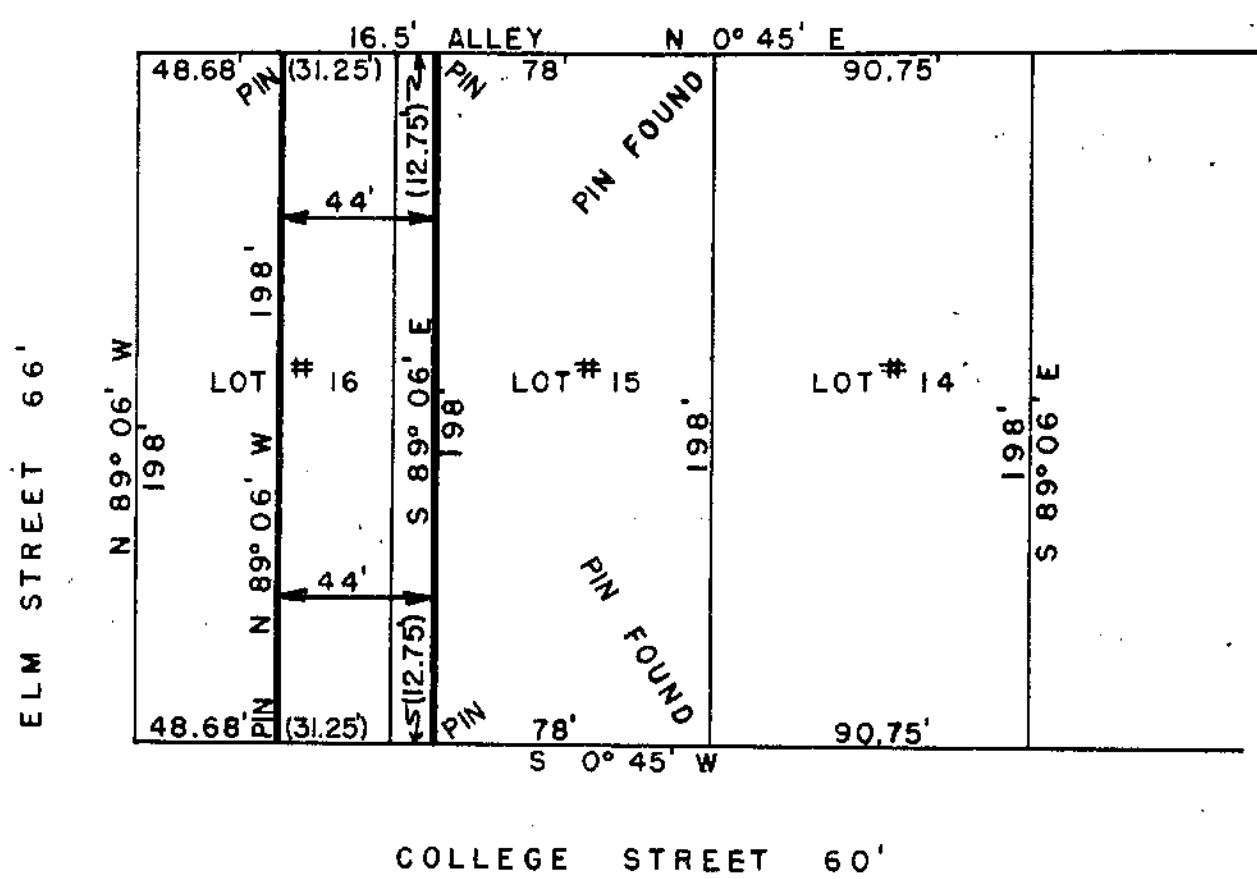 16.5' ALLEY N 0° 45' E
48.68' (31.25') 78' 90.75'
PIN
PIN
PIN FOUND
(12.75')
44'
ELM STREET 66'
N 89° 06' W
198'
N 89° 06' W 198'
LOT # 16
S 89° 06' E
198'
LOT # 15
198'
LOT # 14
198'
S 89° 06' E
44'
(12.75')
PIN FOUND
PIN
PIN
48.68' (31.25') 78' 90.75'
S 0° 45' W
COLLEGE STREET 60'